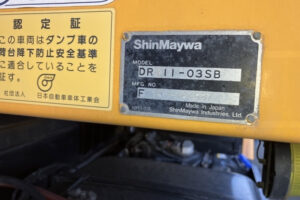 認定証
この車両はダンプ車の
荷台降下防止安全基準
に適合していることを
証す。
社団法人 日本自動車車体工業会
ShinMaywa
MODEL
DR 11-03SB
MFG. NO.
F
Made in Japan
ShinMaywa Industries, Ltd